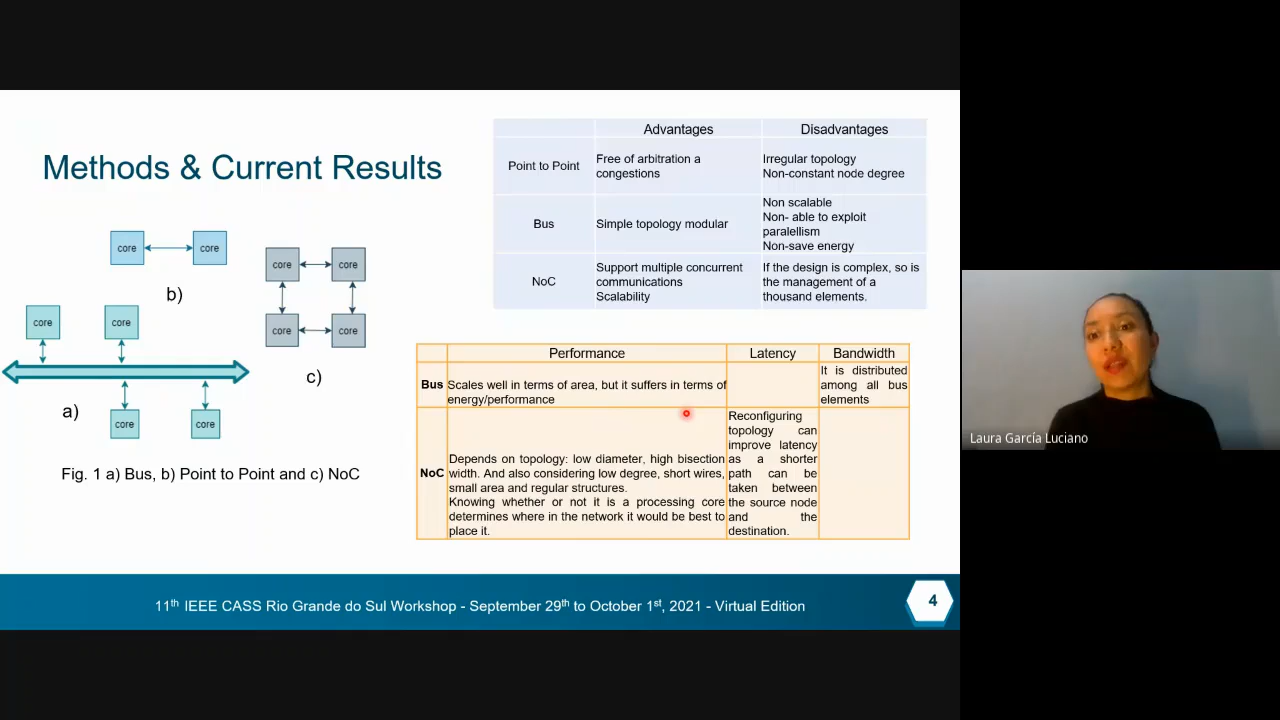 Methods & Current Results
core
core
b)
core
core
core
core
core
core
a)
core
core
c)
Fig. 1 a) Bus, b) Point to Point and c) NoC
Advantages
Disadvantages
Point to Point
Free of arbitration a
congestions
Irregular topology
Non-constant node degree
Bus
Simple topology modular
Non scalable
Non- able to exploit
paralellism
Non-save energy
NoC
Support multiple concurrent
communications
Scalability
If the design is complex, so is
the management of a
thousand elements.
Performance
Latency
Bandwidth
Bus
Scales well in terms of area, but it suffers in terms of
energy/performance
It is distributed
among all bus
elements
NoC
Depends on topology: low diameter, high bisection
width. And also considering low degree, short wires,
small area and regular structures.
Knowing whether or not it is a processing core
determines where in the network it would be best to
place it.
Reconfiguring
topology can
improve latency
as a shorter
path can be
taken between
the source node
and the
destination.
11th IEEE CASS Rio Grande do Sul Workshop - September 29th to October 1st, 2021 - Virtual Edition
4
Laura García Luciano